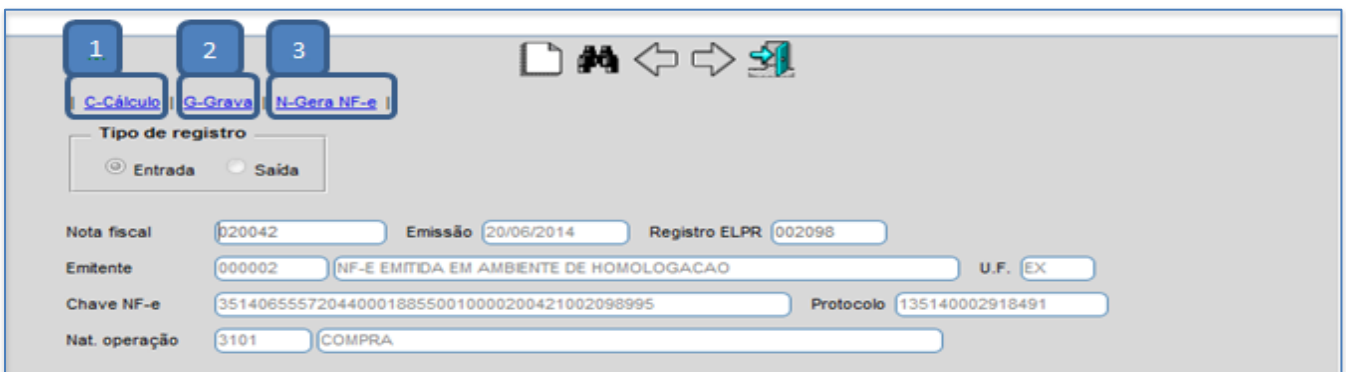 1 2 3
| C-Cálculo | G-Grava | N-Gera NF-e |
Tipo de registro
Entrada Saída
Nota fiscal 020042 Emissão 20/06/2014 Registro ELPR 002098
Emitente 000002 NF-E EMITIDA EM AMBIENTE DE HOMOLOGACAO U.F. EX
Chave NF-e 35140655572044000188550010000200421002098995 Protocolo 135140002918491
Nat. operação 3101 COMPRA